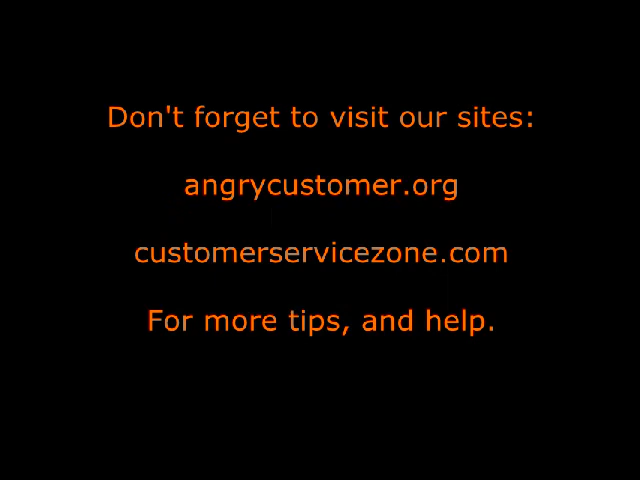 Don't forget to visit our sites:
angrycustomer.org
customerservicezone.com
For more tips, and help.